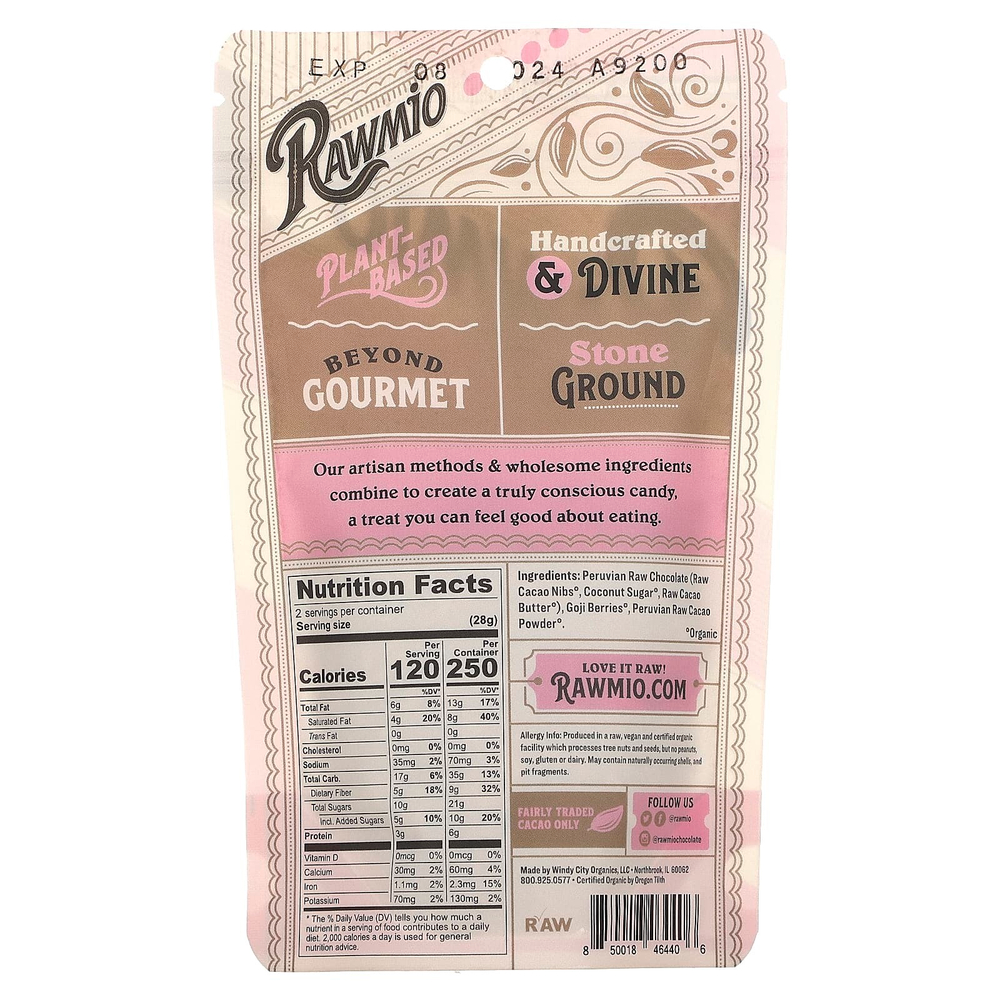 EXP 08 024 A9200
RAWMIO
PLANT-
BASED
BEYOND
GOURMET
Handcrafted
& DIVINE
Stone
GROUND
Our artisan methods & wholesome ingredients
combine to create a truly conscious candy,
a treat you can feel good about eating.
Nutrition Facts
2 servings per container
Serving size (28g)
Per Serving Per Container
Calories 120 250
%DV* %DV*
Total Fat 6g 8% 13g 17%
Saturated Fat 4g 20% 8g 40%
Trans Fat 0g 0g
Cholesterol 0mg 0% 0mg 0%
Sodium 35mg 2% 70mg 3%
Total Carb. 17g 6% 35g 13%
Dietary Fiber 5g 18% 9g 32%
Total Sugars 10g 21g
Incl. Added Sugars 5g 10% 10g 20%
Protein 3g 6g
Vitamin D 0mcg 0% 0mcg 0%
Calcium 30mg 2% 60mg 4%
Iron 1.1mg 2% 2.3mg 15%
Potassium 70mg 2% 130mg 2%
* The % Daily Value (DV) tells you how much a
nutrient in a serving of food contributes to a daily
diet. 2,000 calories a day is used for general
nutrition advice.
Ingredients: Peruvian Raw Chocolate (Raw
Cacao Nibs°, Coconut Sugar°, Raw Cacao
Butter°), Goji Berries°, Peruvian Raw Cacao
Powder°.
°Organic
LOVE IT RAW!
RAWMIO.COM
Allergy Info: Produced in a raw, vegan and certified organic
facility which processes tree nuts and seeds, but no peanuts,
soy, gluten or dairy. May contain naturally occurring shells, and
pit fragments.
FAIRLY TRADED
CACAO ONLY
FOLLOW US
@rawmio
@rawmiochocolate
Made by Windy City Organics, LLC • Northbrook, IL 60062
800.925.0577 • Certified Organic by Oregon Tilth
RAW
8 50018 46440 6